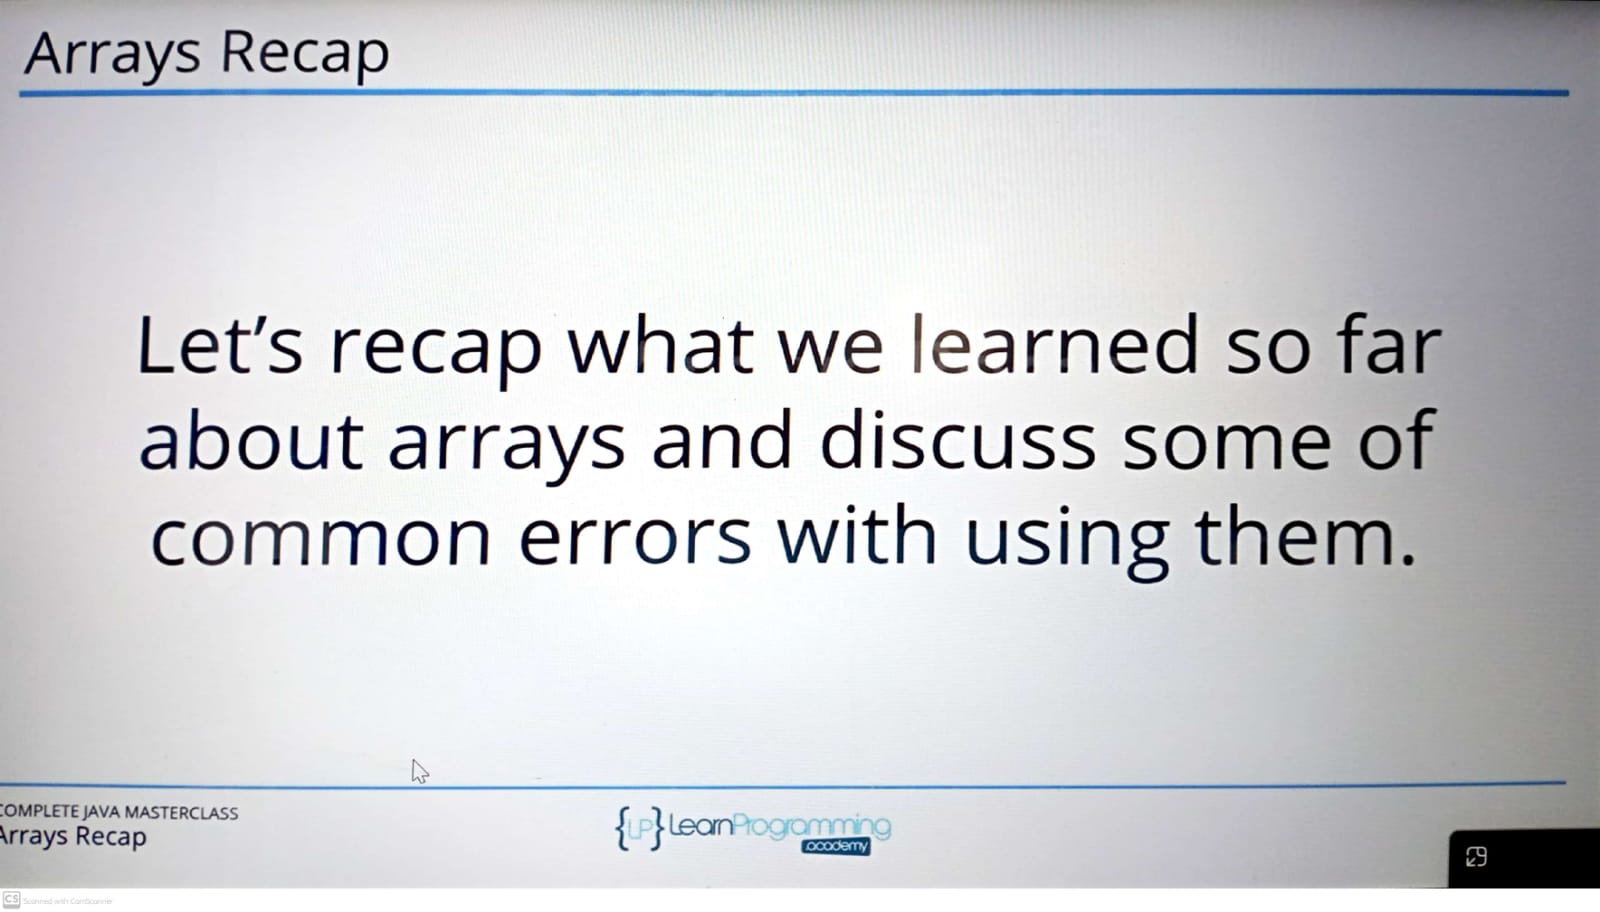 Arrays Recap
Let's recap what we learned so far
about arrays and discuss some of
common errors with using them.
COMPLETE JAVA MASTERCLASS
Arrays Recap
{LP} LearnProgramming
.academy
CS Scanned with CamScanner